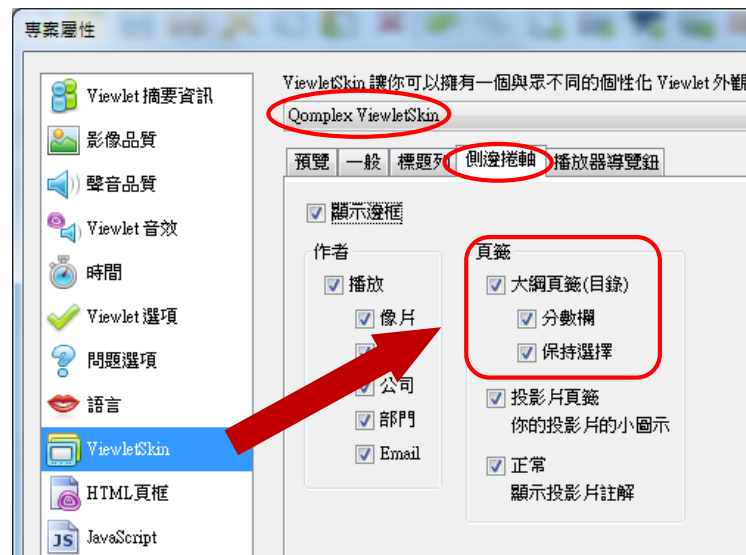 專案屬性
Viewlet 摘要資訊
影像品質
聲音品質
Viewlet 音效
時間
Viewlet 選項
問題選項
語言
ViewletSkin
HTML頁框
JS JavaScript
ViewletSkin 讓你可以擁有一個與眾不同的個性化 Viewlet 外觀
Qomplex ViewletSkin
預覽 一般 標題列 側邊捲軸 播放器導覽鈕
顯示邊框
作者
播放
像片
公司
部門
Email
頁籤
大綱頁籤(目錄)
分數欄
保持選擇
投影片頁籤
你的投影片的小圖示
正常
顯示投影片註解